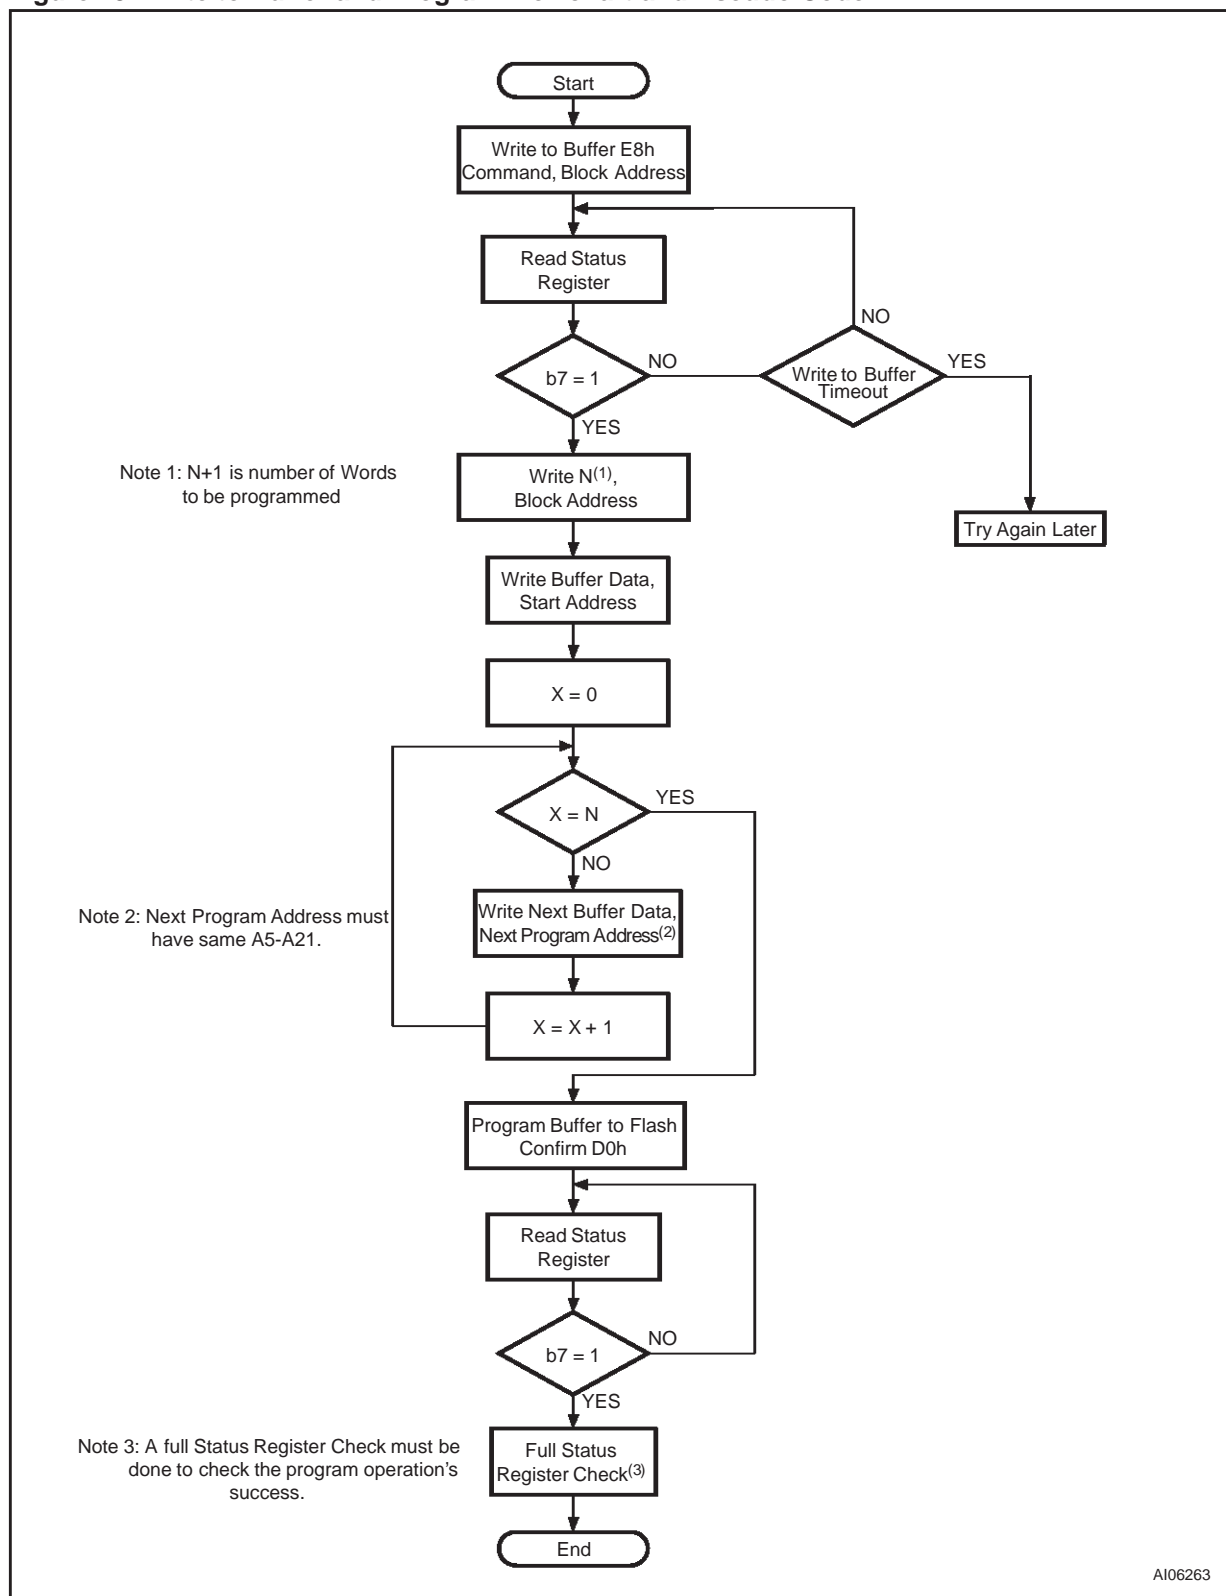 Start
Write to Buffer E8h
Command, Block Address
Read Status
Register
NO
b7 = 1
NO
Write to Buffer
Timeout
YES
YES
Note 1: N+1 is number of Words
to be programmed
Write N(1),
Block Address
Try Again Later
Write Buffer Data,
Start Address
X = 0
X = N
YES
NO
Note 2: Next Program Address must
have same A5-A21.
Write Next Buffer Data,
Next Program Address(2)
X = X + 1
Program Buffer to Flash
Confirm D0h
Read Status
Register
b7 = 1
NO
YES
Note 3: A full Status Register Check must be
done to check the program operation’s
success.
Full Status
Register Check(3)
End
AI06263